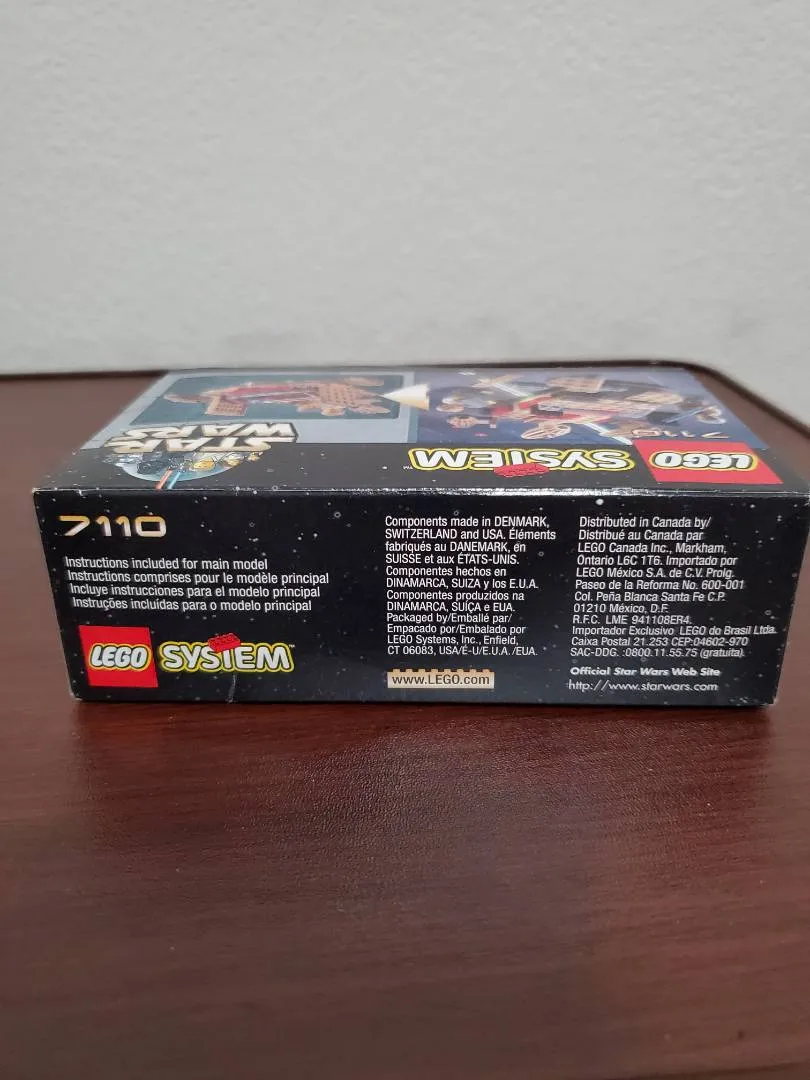 STAR
WARS
7110
LEGO SYSTEM™
7110
Instructions included for main model
Instructions comprises pour le modèle principal
Incluye instrucciones para el modelo principal
Instruções incluídas para o modelo principal
LEGO SYSTEM
Components made in DENMARK,
SWITZERLAND and USA. Éléments
fabriqués au DANEMARK, en
SUISSE et aux ÉTATS-UNIS.
Componentes hechos en
DINAMARCA, SUIZA y los E.U.A.
Componentes produzidos na
DINAMARCA, SUÍÇA e EUA.
Packaged by/Emballé par/
Empacado por/Embalado por
LEGO Systems, Inc., Enfield,
CT 06083, USA/É-U/E.U.A./EUA.
www.LEGO.com
Distributed in Canada by/
Distribué au Canada par
LEGO Canada Inc., Markham,
Ontario L6C 1T6. Importado por
LEGO México S.A. de C.V. Prolg.
Paseo de la Reforma No. 600-001
Col. Peña Blanca Santa Fe C.P.
01210 México, D.F.
R.F.C. LME 941108ER4.
Importador Exclusivo LEGO do Brasil Ltda.
Caixa Postal 21.253 CEP:04602-970
SAC-DDG. :0800.11.55.75 (gratuita).
Official Star Wars Web Site
http://www.starwars.com